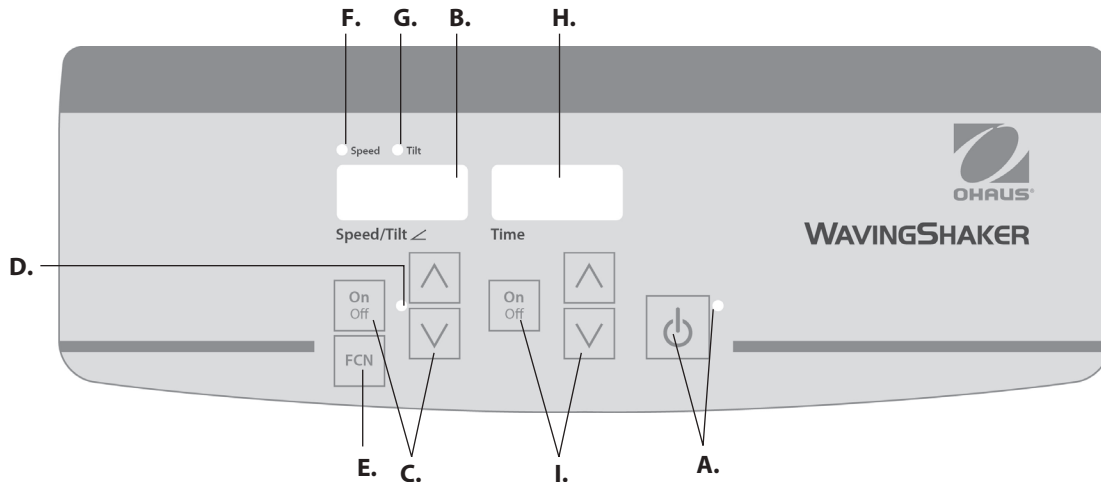 F. G. B. H.
Speed Tilt
OHAUS®
Speed/Tilt Time
WAVINGSHAKER
D.
On On
Off Off
FCN
E. C. I. A.